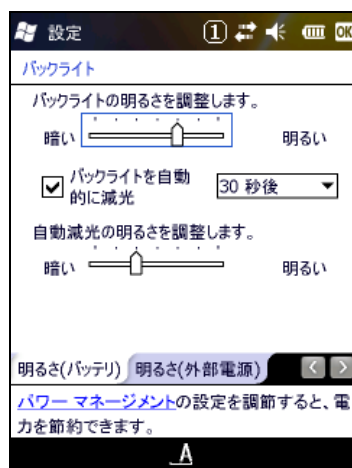 設定 1 OK
バックライト
バックライトの明るさを調整します。
暗い 明るい
バックライトを自動
的に減光
30 秒後
自動減光の明るさを調整します。
暗い 明るい
明るさ(バッテリ) 明るさ(外部電源)
パワー マネージメントの設定を調節すると、電
力を節約できます。
A